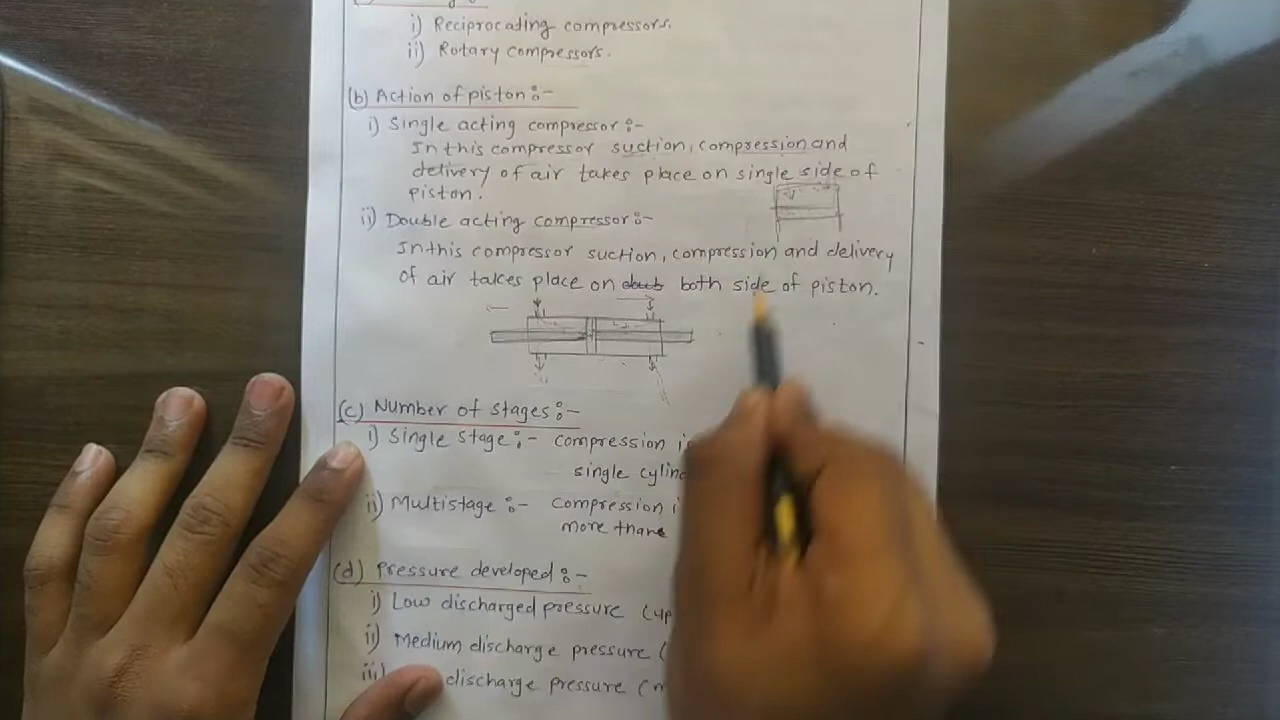 i) Reciprocating compressors.
ii) Rotary compressors.
(b) Action of piston :-
i) Single acting compressor :-
In this compressor suction, compression and
delivery of air takes place on single side of
piston.
ii) Double acting compressor :-
In this compressor suction, compression and delivery
of air takes place on both side of piston.
(c) Number of stages :-
i) Single stage :- compression
single
ii) Multistage :- compression
more than
(d) Pressure developed :-
i) Low discharged pressure
ii) Medium discharge pressure (
discharge pressure (